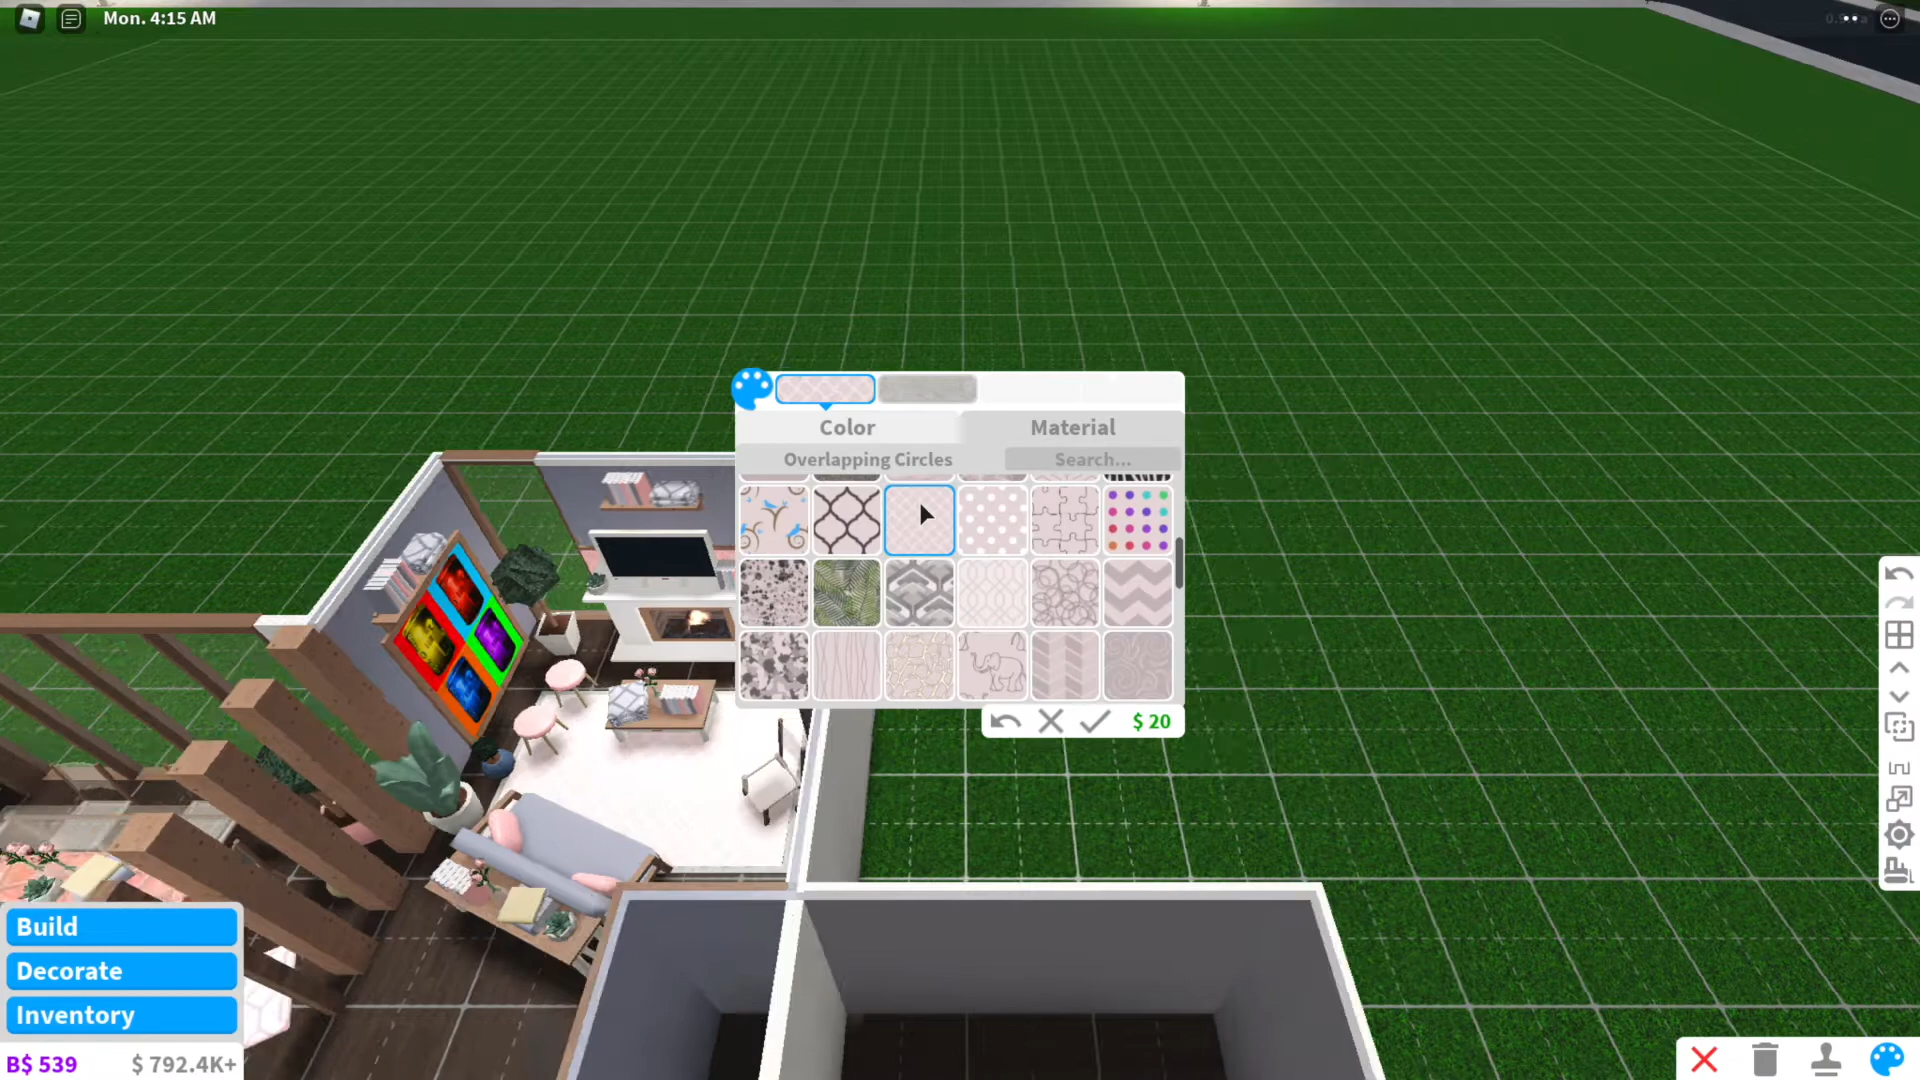 Mon. 4:15 AM
Color
Material
Overlapping Circles
Search...
$ 20
Build
Decorate
Inventory
B$ 539
$ 792.4K+